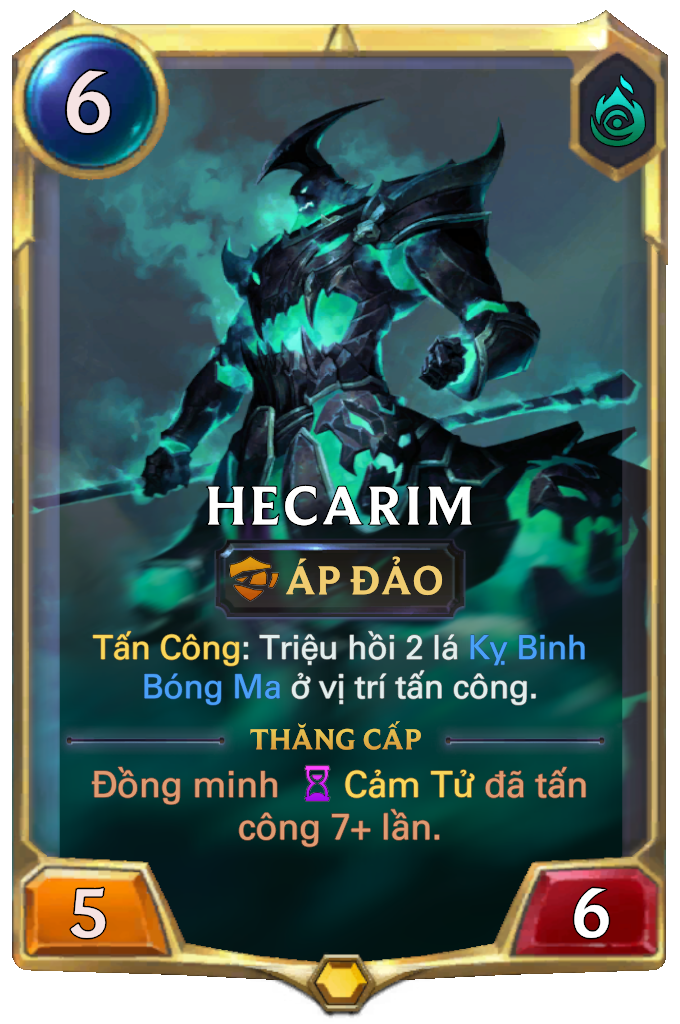 6
HECARIM
ÁP ĐẢO
Tấn Công: Triệu hồi 2 lá Kỵ Binh
Bóng Ma ở vị trí tấn công.
THĂNG CẤP
Đồng minh Cảm Tử đã tấn
công 7+ lần.
5
6